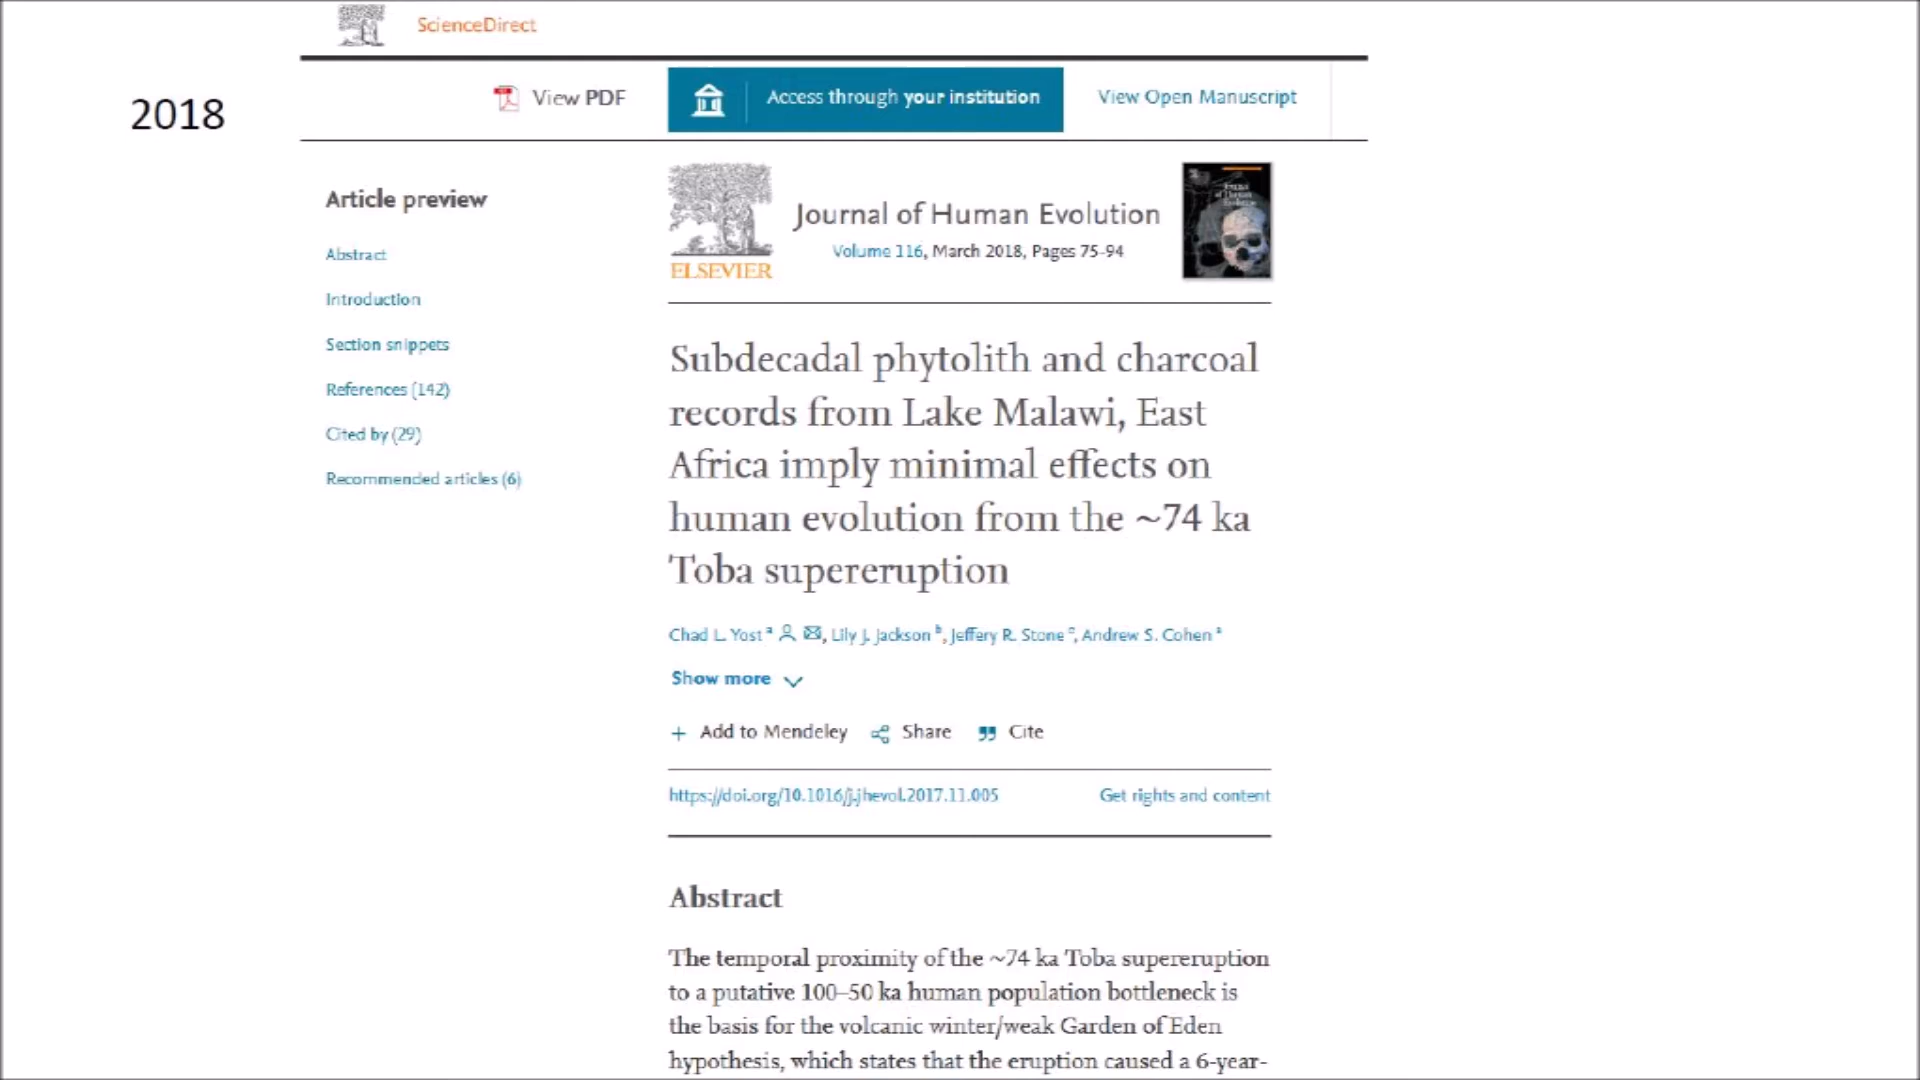 ScienceDirect
2018
View PDF
Access through your institution
View Open Manuscript
Article preview
Abstract
Introduction
Section snippets
References (142)
Cited by (29)
Recommended articles (6)
ELSEVIER
Journal of Human Evolution
Volume 116, March 2018, Pages 75-94
Subdecadal phytolith and charcoal
records from Lake Malawi, East
Africa imply minimal effects on
human evolution from the ~74 ka
Toba supereruption
Chad L. Yost a, Lily J. Jackson b, Jeffery R. Stone c, Andrew S. Cohen a
Show more
Add to Mendeley
Share
Cite
https://doi.org/10.1016/j.jhevol.2017.11.005
Get rights and content
Abstract
The temporal proximity of the ~74 ka Toba supereruption
to a putative 100–50 ka human population bottleneck is
the basis for the volcanic winter/weak Garden of Eden
hypothesis, which states that the eruption caused a 6-year-